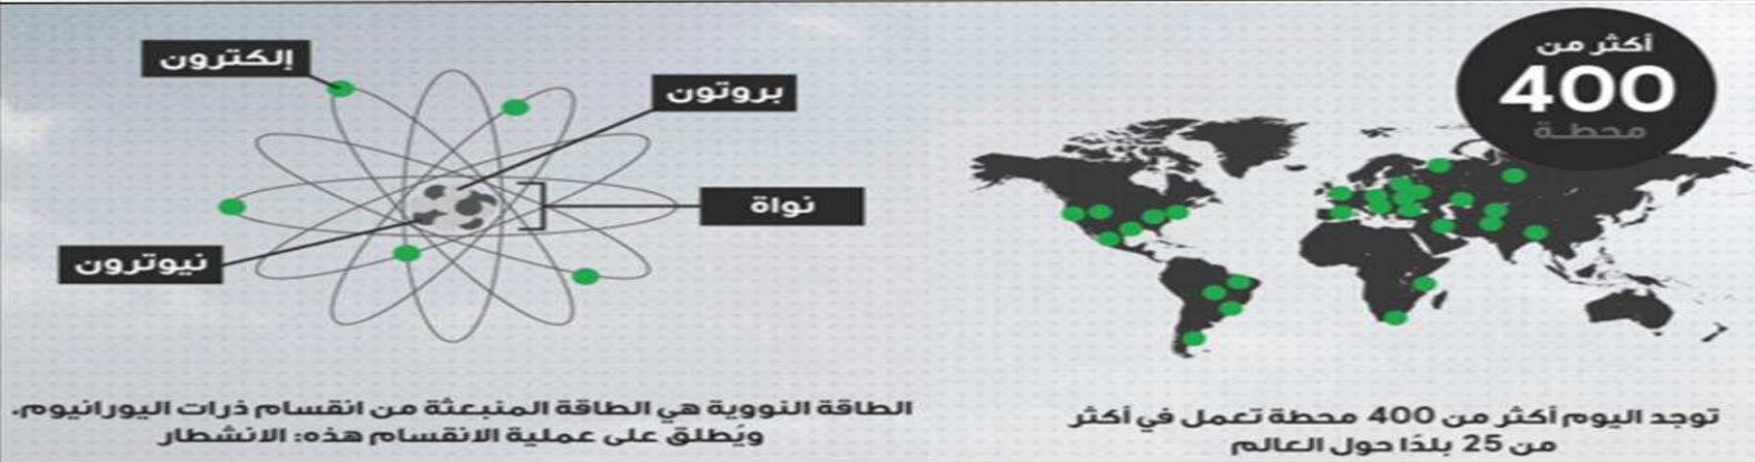 أكثر من
400
محطة
توجد اليوم أكثر من 400 محطة تعمل في أكثر
من 25 بلدًا حول العالم
إلكترون
بروتون
نواة
نيوترون
الطاقة النووية هي الطاقة المنبعثة من انقسام ذرات اليورانيوم.
ويُطلق على عملية الانقسام هذه: الانشطار